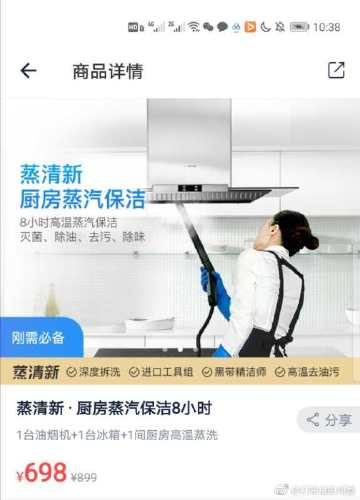 10:38
商品详情
蒸清新
厨房蒸汽保洁
8小时高温蒸汽保洁
灭菌、除油、去污、除味
刚需必备
蒸清新 深度拆洗 进口工具组 黑带精洁师 高温去油污
蒸清新·厨房蒸汽保洁8小时
分享
1台油烟机+1台冰箱+1间厨房高温蒸洗
¥698 ¥899